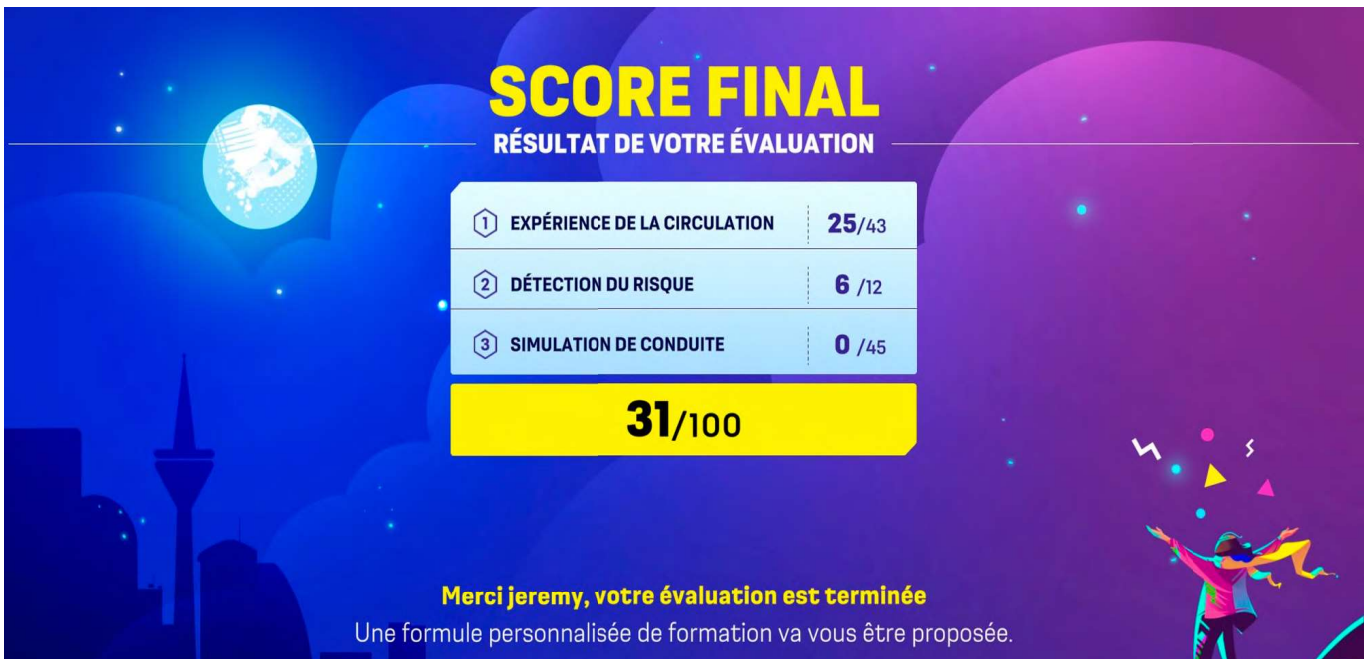 SCORE FINAL
RÉSULTAT DE VOTRE ÉVALUATION
1 EXPÉRIENCE DE LA CIRCULATION 25/43
2 DÉTECTION DU RISQUE 6 /12
3 SIMULATION DE CONDUITE 0 /45
31/100
Merci jeremy, votre évaluation est terminée
Une formule personnalisée de formation va vous être proposée.